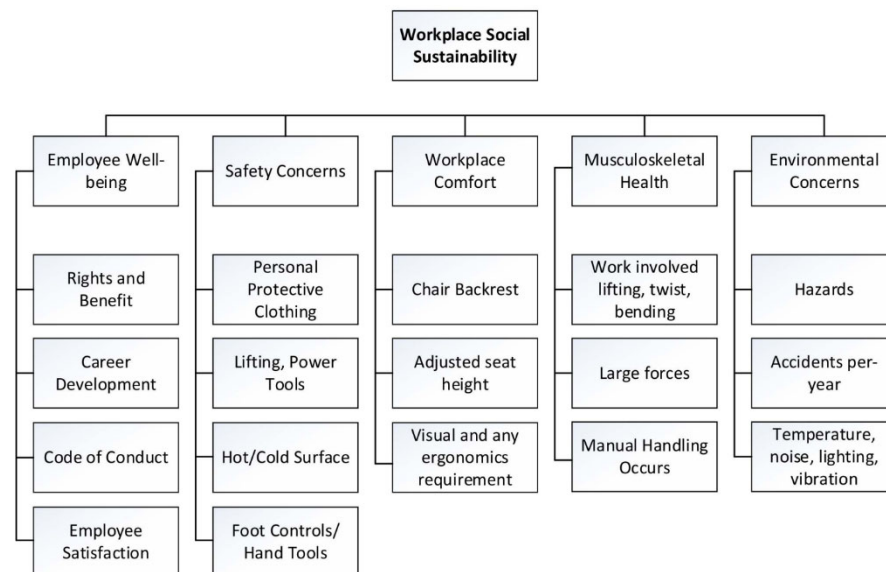 Workplace Social
Sustainability
Employee Well-
being
Safety Concerns
Workplace
Comfort
Musculoskeletal
Health
Environmental
Concerns
Rights and
Benefit
Personal
Protective
Clothing
Chair Backrest
Work involved
lifting, twist,
bending
Hazards
Career
Development
Lifting, Power
Tools
Adjusted seat
height
Large forces
Accidents per-
year
Code of Conduct
Hot/Cold Surface
Visual and any
ergonomics
requirement
Manual Handling
Occurs
Temperature,
noise, lighting,
vibration
Employee
Satisfaction
Foot Controls/
Hand Tools